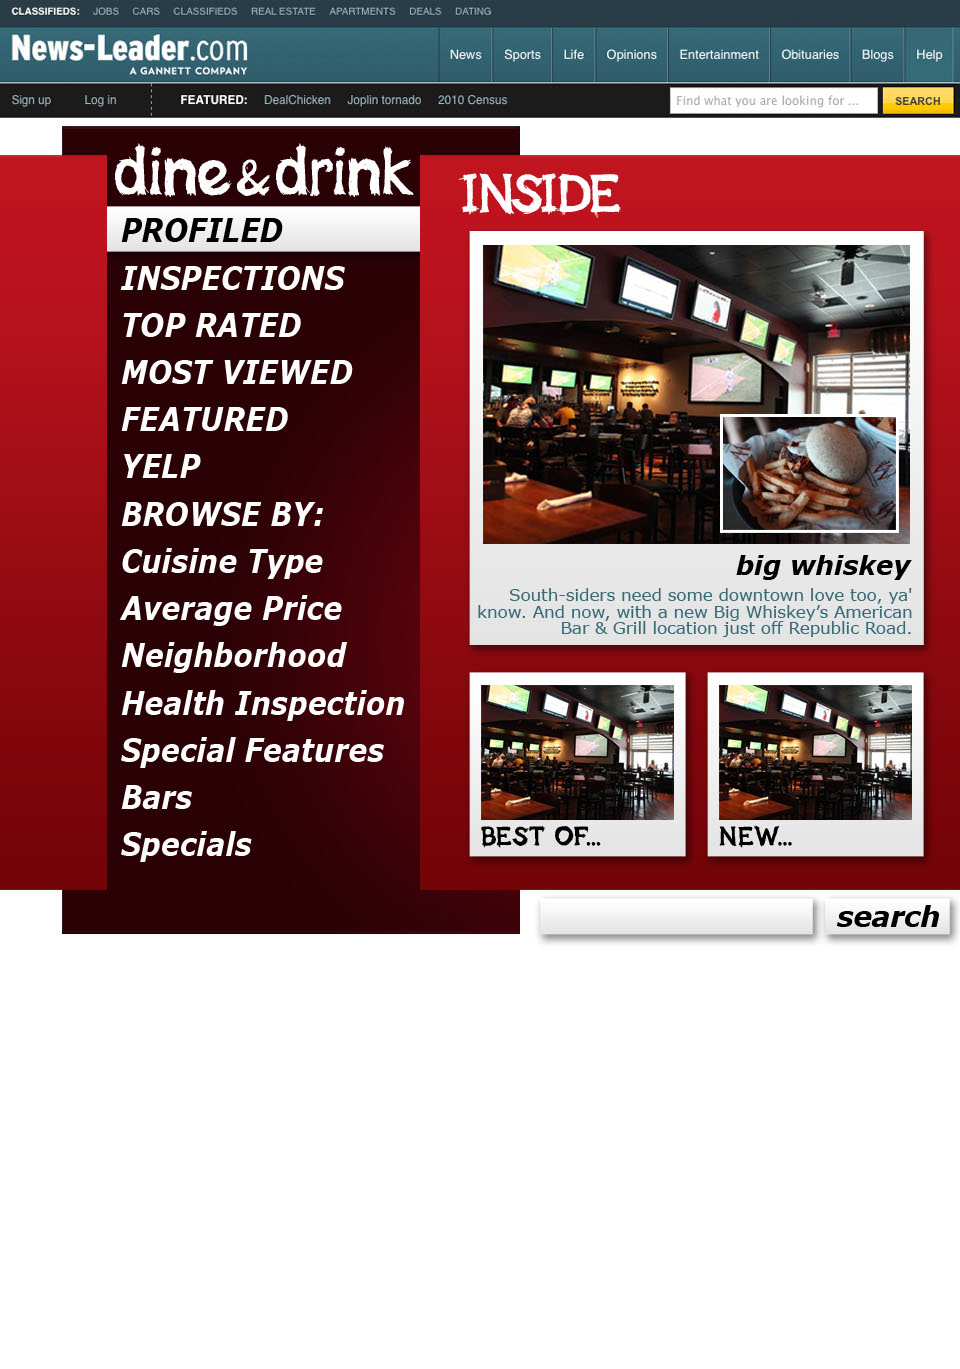 CLASSIFIEDS: JOBS CARS CLASSIFIEDS REAL ESTATE APARTMENTS DEALS DATING
News-Leader.com
A GANNETT COMPANY
News Sports Life Opinions Entertainment Obituaries Blogs Help
Sign up Log in FEATURED: DealChicken Joplin tornado 2010 Census Find what you are looking for ... SEARCH
dine & drink
PROFILED
INSPECTIONS
TOP RATED
MOST VIEWED
FEATURED
YELP
BROWSE BY:
Cuisine Type
Average Price
Neighborhood
Health Inspection
Special Features
Bars
Specials
INSIDE
big whiskey
South-siders need some downtown love too, ya'
know. And now, with a new Big Whiskey’s American
Bar & Grill location just off Republic Road.
BEST OF...
NEW...
search